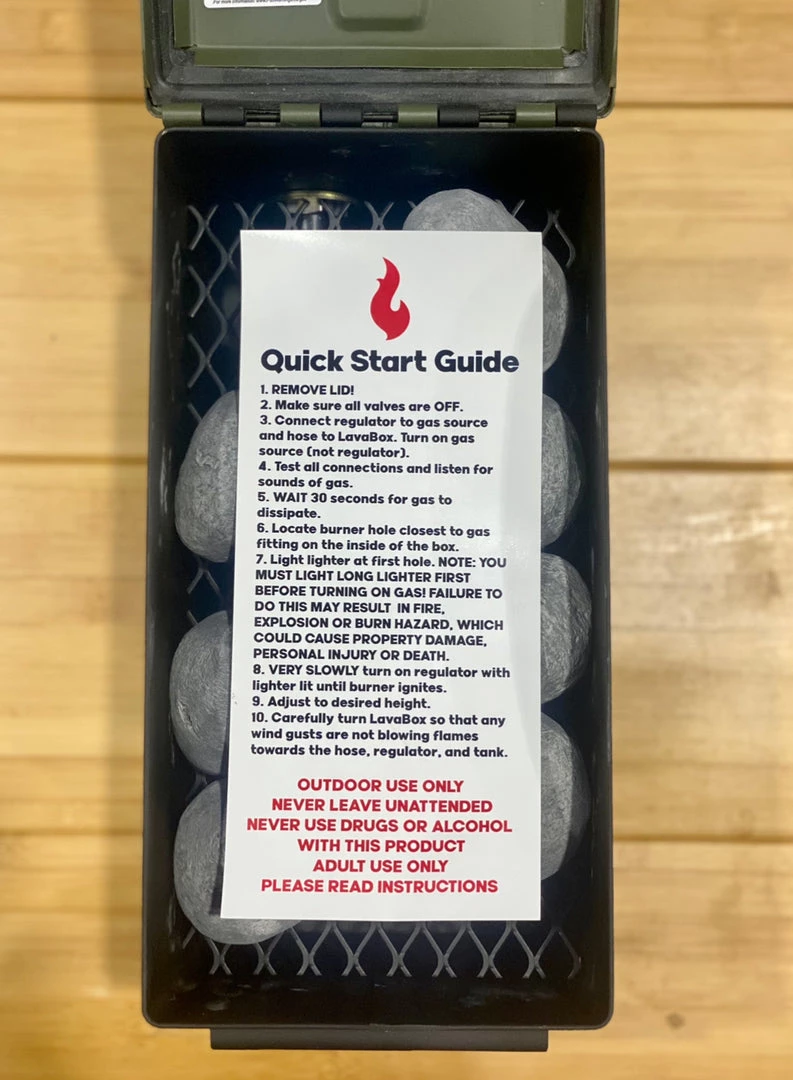 Quick Start Guide
1. REMOVE LID!
2. Make sure all valves are OFF.
3. Connect regulator to gas source
and hose to LavaBox. Turn on gas
source (not regulator).
4. Test all connections and listen for
sounds of gas.
5. WAIT 30 seconds for gas to
dissipate.
6. Locate burner hole closest to gas
fitting on the inside of the box.
7. Light lighter at first hole. NOTE: YOU
MUST LIGHT LONG LIGHTER FIRST
BEFORE TURNING ON GAS! FAILURE TO
DO THIS MAY RESULT IN FIRE,
EXPLOSION OR BURN HAZARD, WHICH
COULD CAUSE PROPERTY DAMAGE,
PERSONAL INJURY OR DEATH.
8. VERY SLOWLY turn on regulator with
lighter lit until burner ignites.
9. Adjust to desired height.
10. Carefully turn LavaBox so that any
wind gusts are not blowing flames
towards the hose, regulator, and tank.
OUTDOOR USE ONLY
NEVER LEAVE UNATTENDED
NEVER USE DRUGS OR ALCOHOL
WITH THIS PRODUCT
ADULT USE ONLY
PLEASE READ INSTRUCTIONS